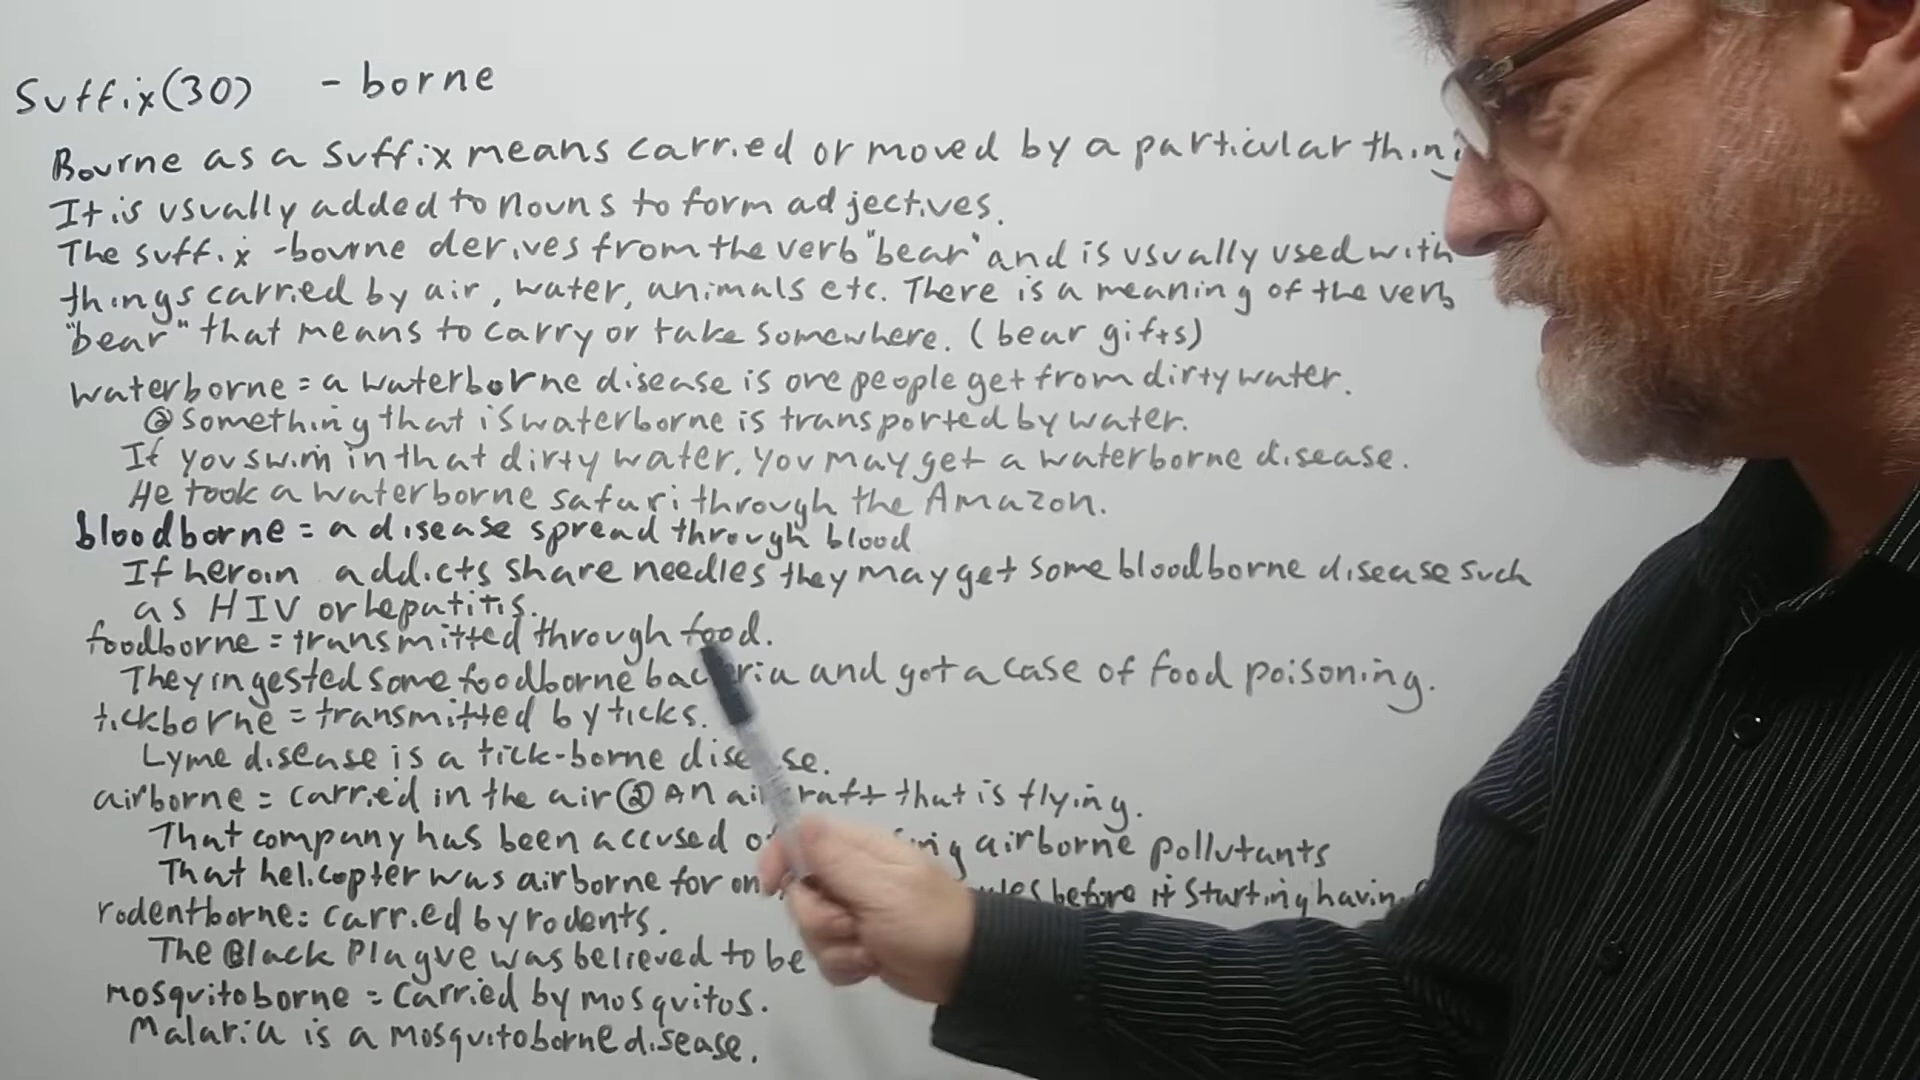 Suffix(30) -borne
Bourne as a suffix means carried or moved by a particular thing
It is usually added to nouns to form adjectives.
The suffix -bourne derives from the verb "bear" and is usually used with
things carried by air, water, animals etc. There is a meaning of the verb
"bear" that means to carry or take somewhere. (bear gifts)
waterborne = a waterborne disease is one people get from dirty water.
② something that is waterborne is transported by water.
If you swim in that dirty water, you may get a waterborne disease.
He took a waterborne safari through the Amazon.
bloodborne = a disease spread through blood
If heroin addicts share needles they may get some bloodborne disease such
as HIV or hepatitis.
foodborne = transmitted through food.
They ingested some foodborne bacteria and got a case of food poisoning.
tickborne = transmitted by ticks.
Lyme disease is a tick-borne disease.
airborne = carried in the air ② An aircraft that is flying.
That company has been accused airborne pollutants
That helicopter was airborne for before it starting having
rodentborne: carried by rodents.
The Black Plague was believed to be
mosquitoborne = carried by mosquitos.
Malaria is a mosquitoborne disease.